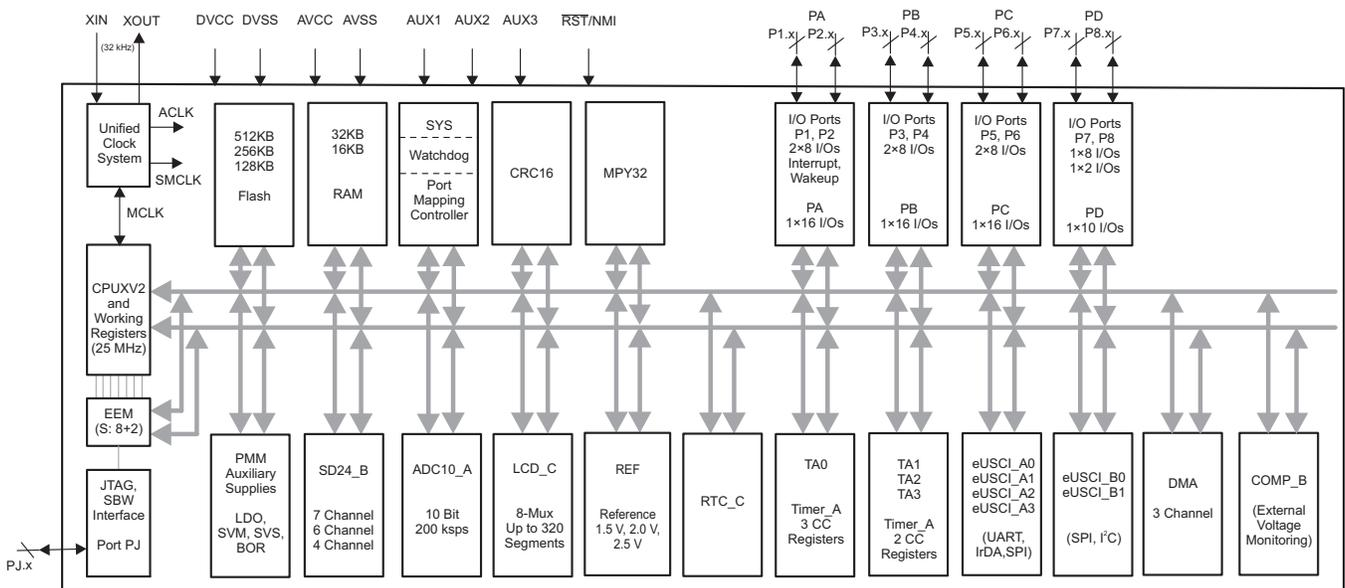 XIN
XOUT
(32 kHz)
DVCC
DVSS
AVCC
AVSS
AUX1
AUX2
AUX3
RST/NMI
PA
P1.x
P2.x
PB
P3.x
P4.x
PC
P5.x
P6.x
PD
P7.x
P8.x
Unified
Clock
System
ACLK
SMCLK
MCLK
512KB
256KB
128KB
Flash
32KB
16KB
RAM
SYS
Watchdog
Port
Mapping
Controller
CRC16
MPY32
I/O Ports
P1, P2
2×8 I/Os
Interrupt,
Wakeup
PA
1×16 I/Os
I/O Ports
P3, P4
2×8 I/Os
PB
1×16 I/Os
I/O Ports
P5, P6
2×8 I/Os
PC
1×16 I/Os
I/O Ports
P7, P8
1×8 I/Os
1×2 I/Os
PD
1×10 I/Os
CPUXV2
and
Working
Registers
(25 MHz)
EEM
(S: 8+2)
JTAG,
SBW
Interface
Port PJ
PJ.x
PMM
Auxiliary
Supplies
LDO,
SVM, SVS,
BOR
SD24_B
7 Channel
6 Channel
4 Channel
ADC10_A
10 Bit
200 ksps
LCD_C
8-Mux
Up to 320
Segments
REF
Reference
1.5 V, 2.0 V,
2.5 V
RTC_C
TA0
Timer_A
3 CC
Registers
TA1
TA2
TA3
Timer_A
2 CC
Registers
eUSCI_A0
eUSCI_A1
eUSCI_A2
eUSCI_A3
(UART,
IrDA,SPI)
eUSCI_B0
eUSCI_B1
(SPI, I²C)
DMA
3 Channel
COMP_B
(External
Voltage
Monitoring)